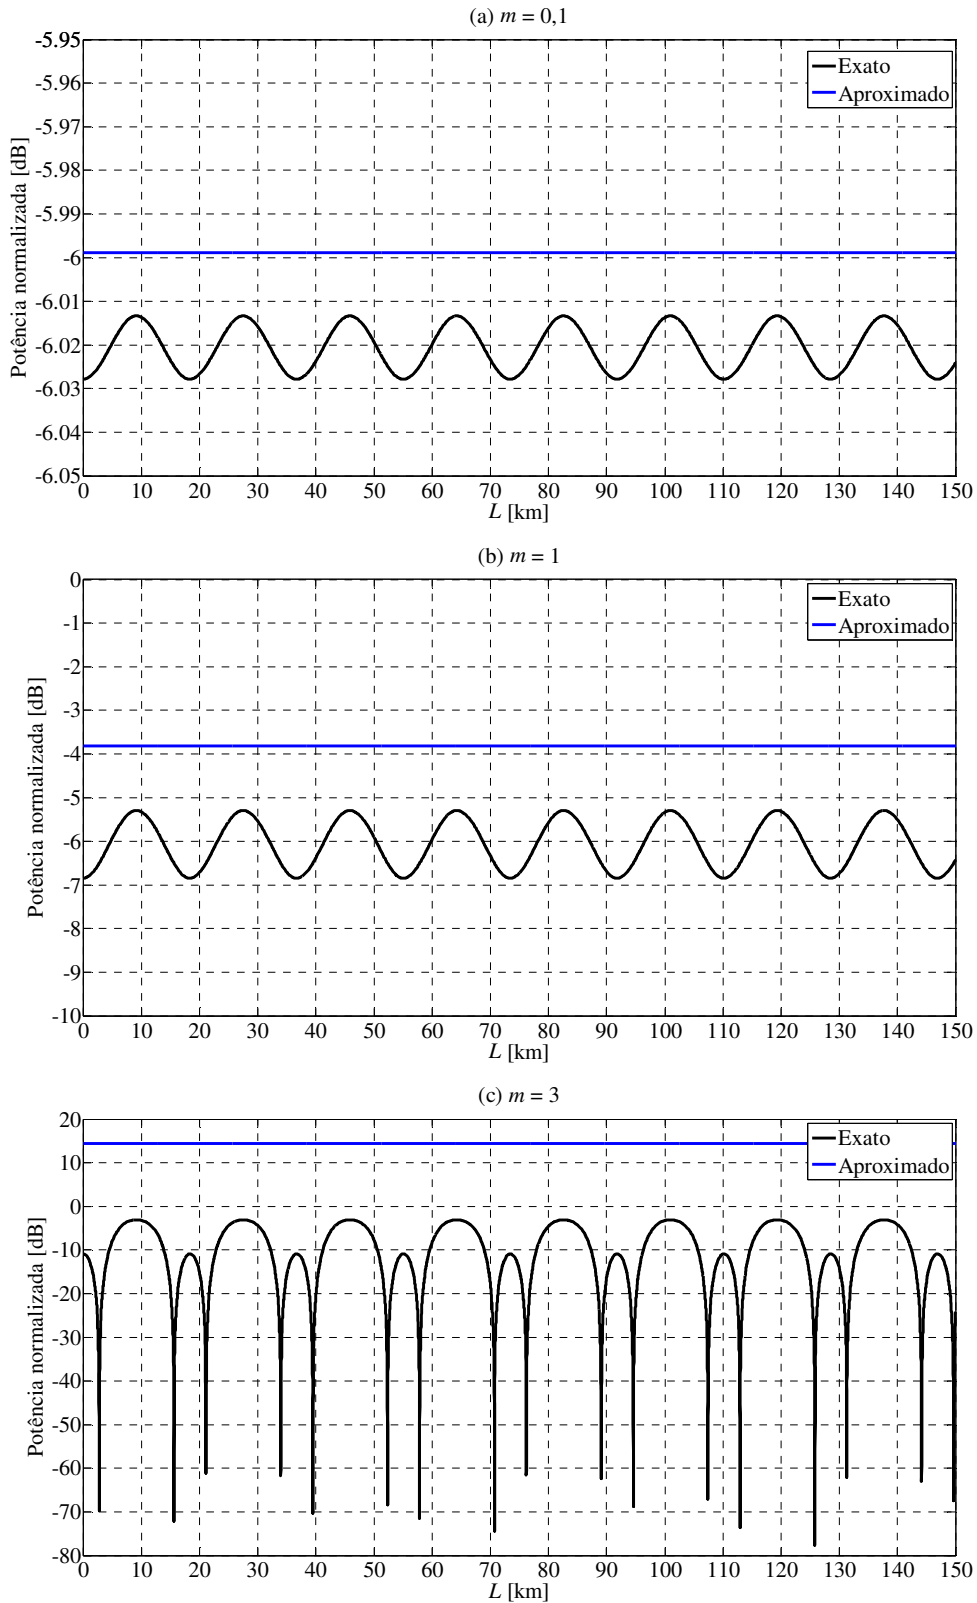 (a) m = 0,1
Potência normalizada [dB]
-5.95
-5.96
-5.97
-5.98
-5.99
-6
-6.01
-6.02
-6.03
-6.04
-6.05
Exato
Aproximado
0 10 20 30 40 50 60 70 80 90 100 110 120 130 140 150
L [km]
(b) m = 1
Potência normalizada [dB]
0
-1
-2
-3
-4
-5
-6
-7
-8
-9
-10
Exato
Aproximado
0 10 20 30 40 50 60 70 80 90 100 110 120 130 140 150
L [km]
(c) m = 3
Potência normalizada [dB]
20
10
0
-10
-20
-30
-40
-50
-60
-70
-80
Exato
Aproximado
0 10 20 30 40 50 60 70 80 90 100 110 120 130 140 150
L [km]